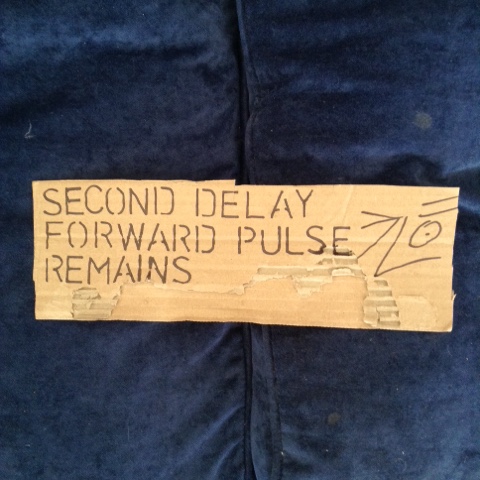 SECOND DELAY
FORWARD PULSE
REMAINS